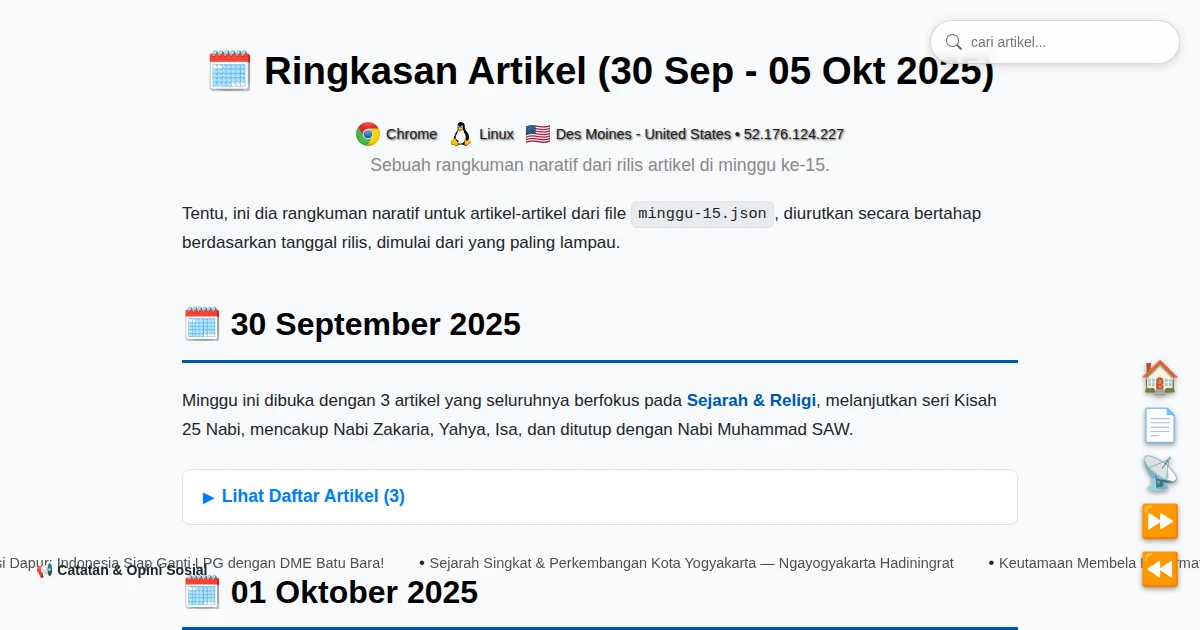 cari artikel...
Ringkasan Artikel (30 Sep - 05 Okt 2025)
Chrome Linux Des Moines - United States • 52.176.124.227
Sebuah rangkuman naratif dari rilis artikel di minggu ke-15.
Tentu, ini dia rangkuman naratif untuk artikel-artikel dari file minggu-15.json, diurutkan secara bertahap
berdasarkan tanggal rilis, dimulai dari yang paling lampau.
30 September 2025
Minggu ini dibuka dengan 3 artikel yang seluruhnya berfokus pada Sejarah & Religi, melanjutkan seri Kisah
25 Nabi, mencakup Nabi Zakaria, Yahya, Isa, dan ditutup dengan Nabi Muhammad SAW.
▶ Lihat Daftar Artikel (3)
Dapur: Indonesia Siap Ganti LPG dengan DME Batu Bara! • Sejarah Singkat & Perkembangan Kota Yogyakarta — Ngayogyakarta Hadiningrat • Keutamaan Membela
Catatan & Opini Sosial
01 Oktober 2025